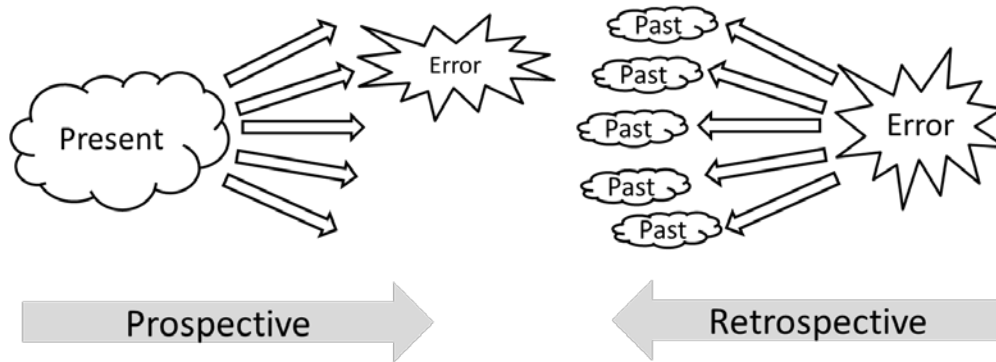 Present
Error
Past
Past
Past
Past
Past
Error
Prospective
Retrospective